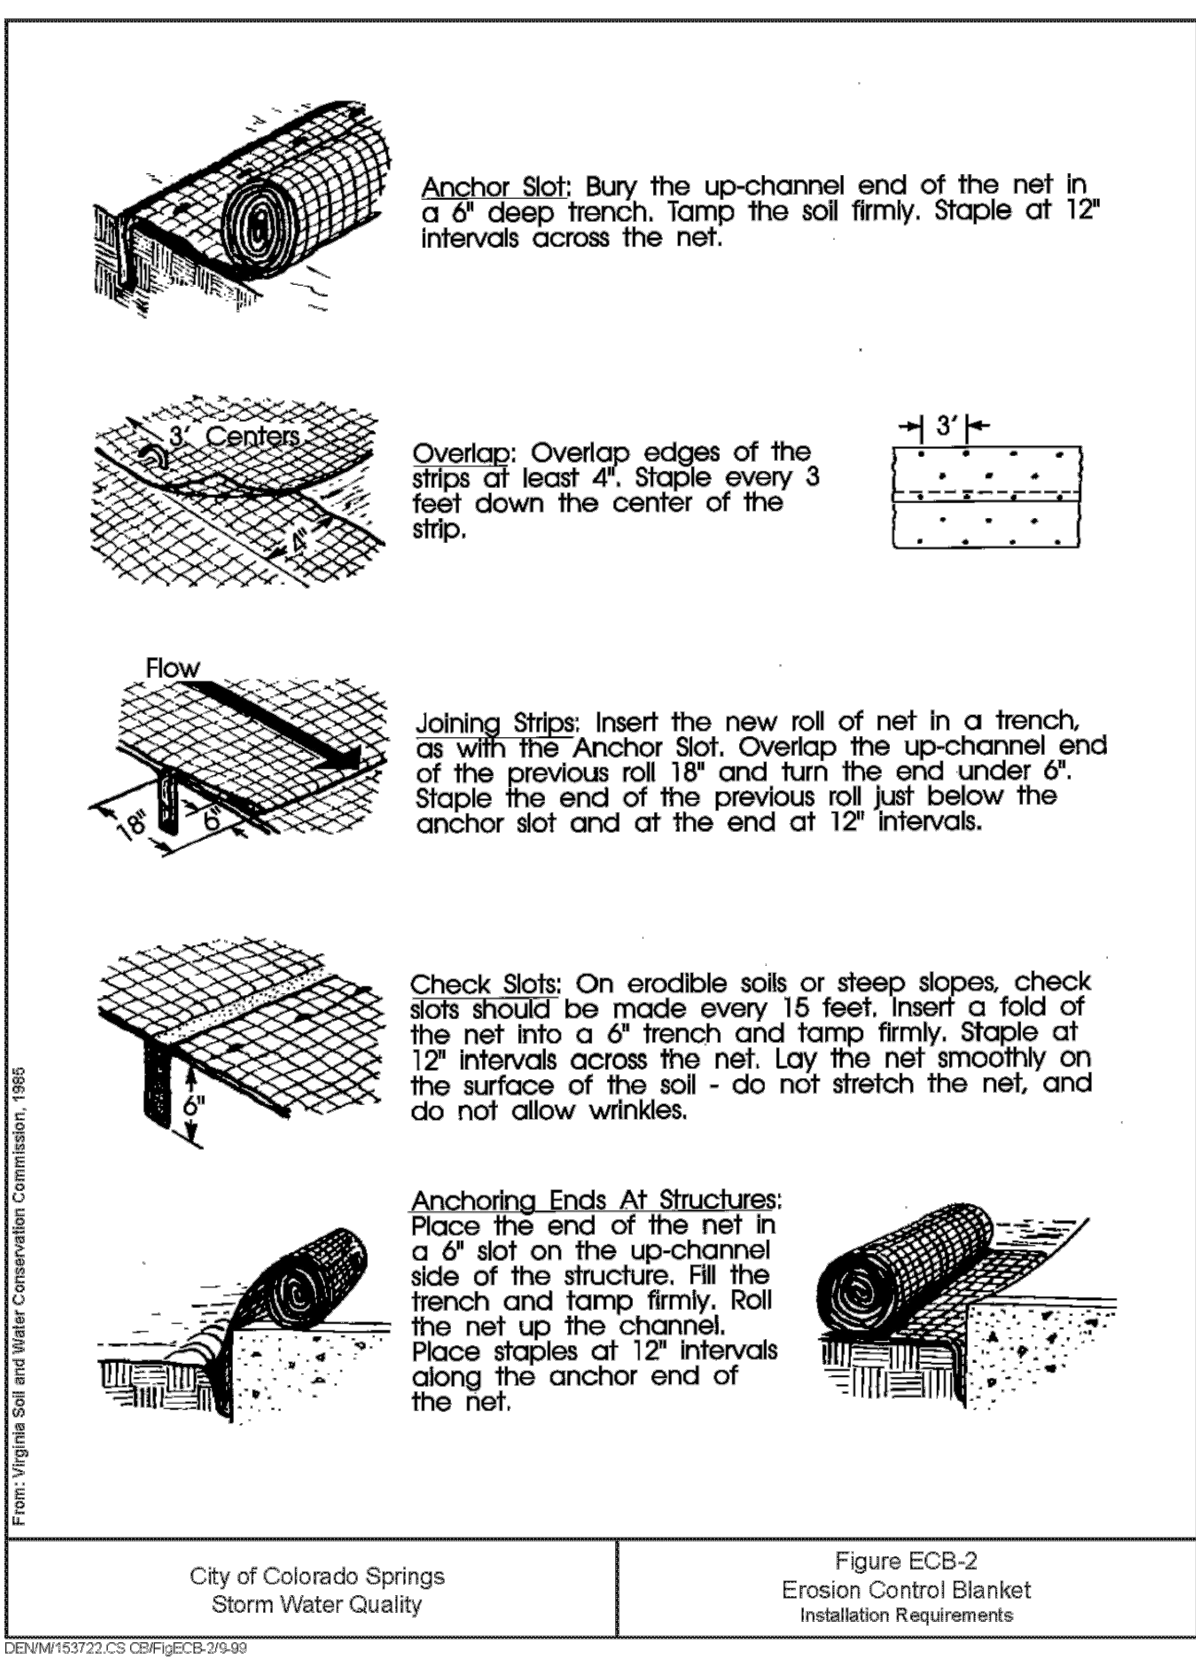 Anchor Slot: Bury the up-channel end of the net in
a 6" deep trench. Tamp the soil firmly. Staple at 12"
intervals across the net.
3' Centers
4"
Overlap: Overlap edges of the
strips at least 4". Staple every 3
feet down the center of the
strip.
3'
Flow
18"
6"
Joining Strips: Insert the new roll of net in a trench,
as with the Anchor Slot. Overlap the up-channel end
of the previous roll 18" and turn the end under 6".
Staple the end of the previous roll just below the
anchor slot and at the end at 12" intervals.
6"
Check Slots: On erodible soils or steep slopes, check
slots should be made every 15 feet. Insert a fold of
the net into a 6" trench and tamp firmly. Staple at
12" intervals across the net. Lay the net smoothly on
the surface of the soil - do not stretch the net, and
do not allow wrinkles.
Anchoring Ends At Structures:
Place the end of the net in
a 6" slot on the up-channel
side of the structure. Fill the
trench and tamp firmly. Roll
the net up the channel.
Place staples at 12" intervals
along the anchor end of
the net.
From: Virginia Soil and Water Conservation Commission, 1985
City of Colorado Springs
Storm Water Quality
Figure ECB-2
Erosion Control Blanket
Installation Requirements
DEN/M/153722.CS CB/FigECB-2/9-99